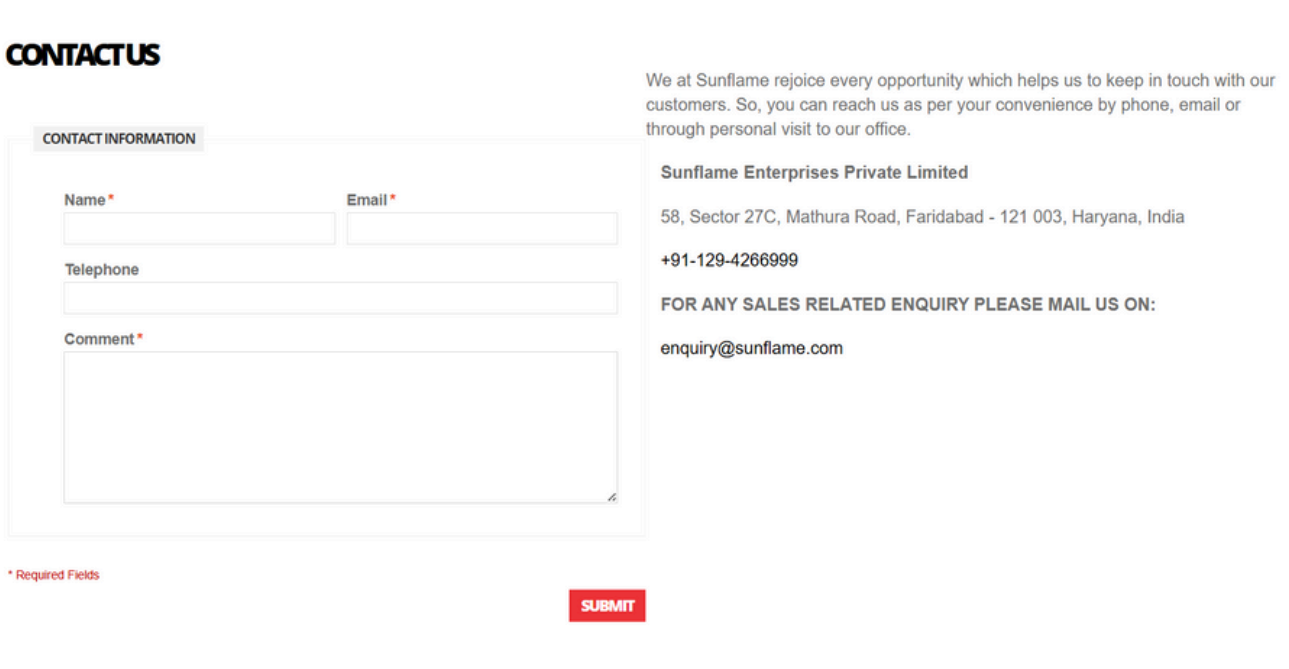 CONTACT US
CONTACT INFORMATION
Name *
Email *
Telephone
Comment *
* Required Fields
SUBMIT
We at Sunflame rejoice every opportunity which helps us to keep in touch with our
customers. So, you can reach us as per your convenience by phone, email or
through personal visit to our office.
Sunflame Enterprises Private Limited
58, Sector 27C, Mathura Road, Faridabad - 121 003, Haryana, India
+91-129-4266999
FOR ANY SALES RELATED ENQUIRY PLEASE MAIL US ON:
enquiry@sunflame.com